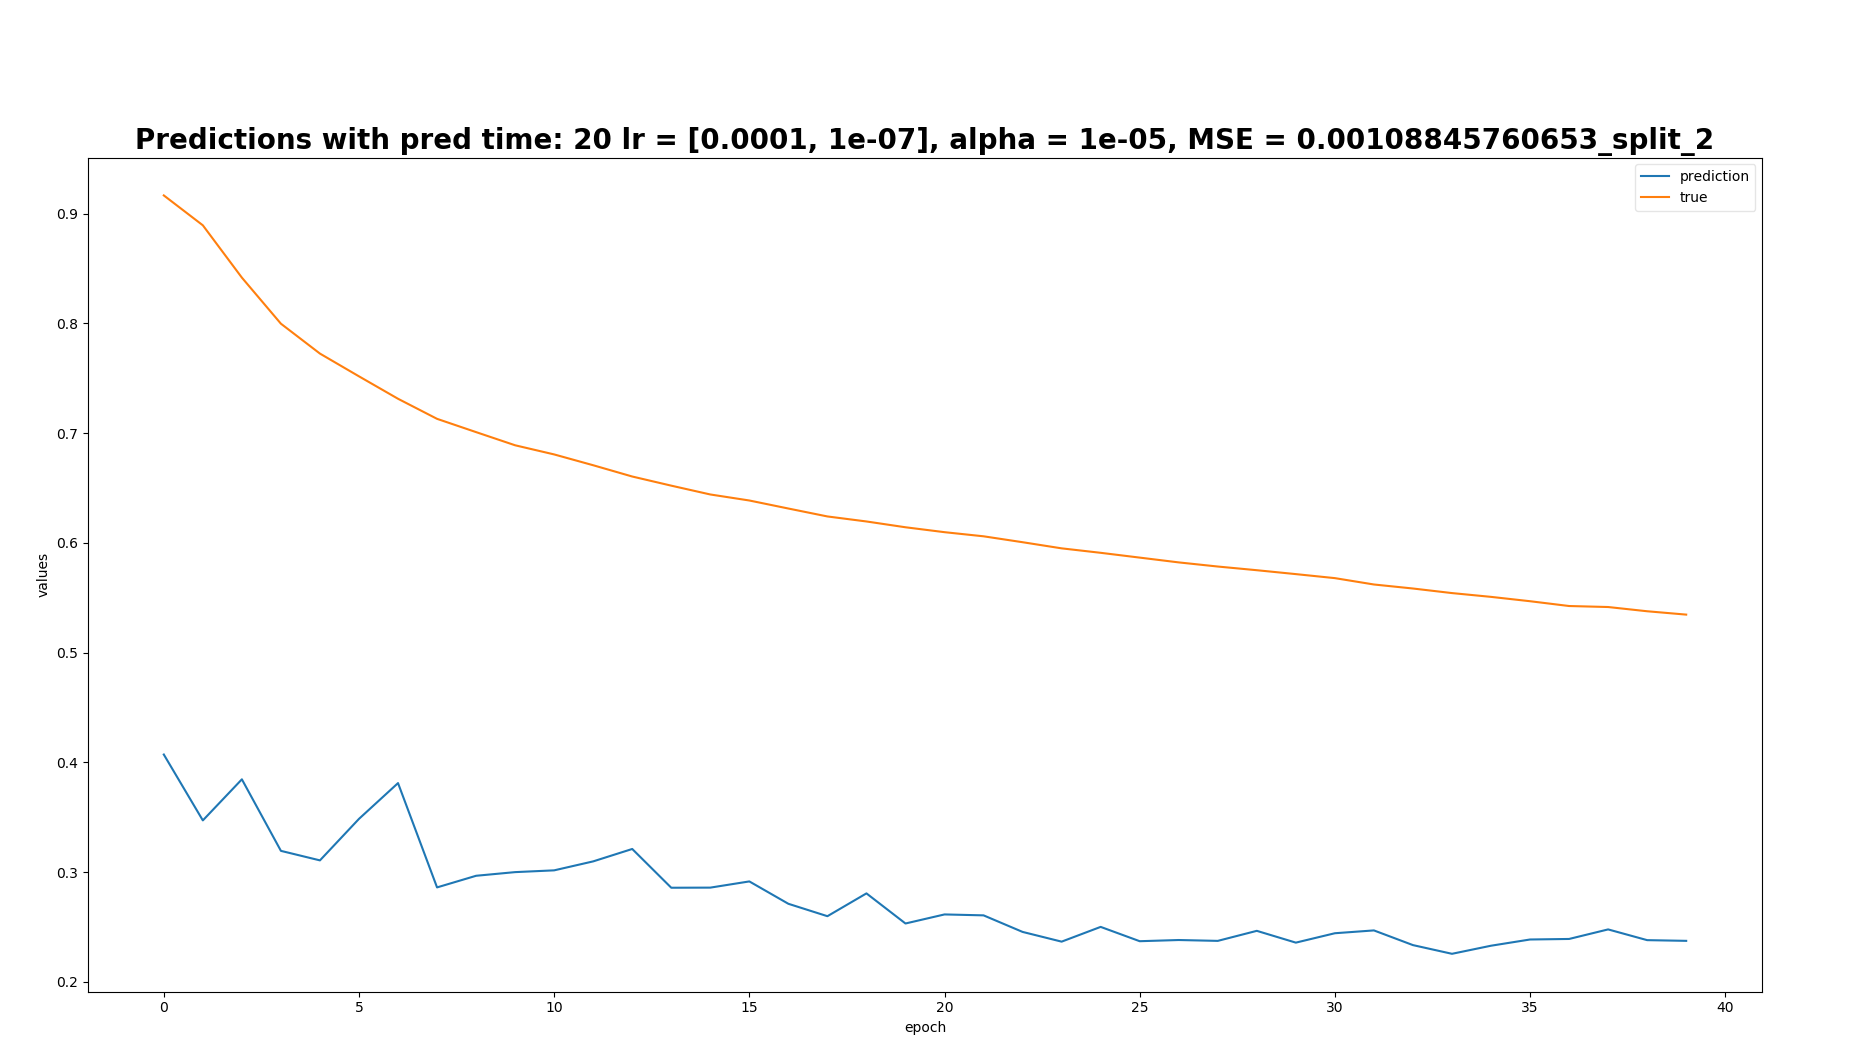 Predictions with pred time: 20 lr = [0.0001, 1e-07], alpha = 1e-05, MSE = 0.00108845760653_split_2
prediction
true
0.9
0.8
0.7
0.6
0.5
0.4
0.3
0.2
values
0 5 10 15 20 25 30 35 40
epoch